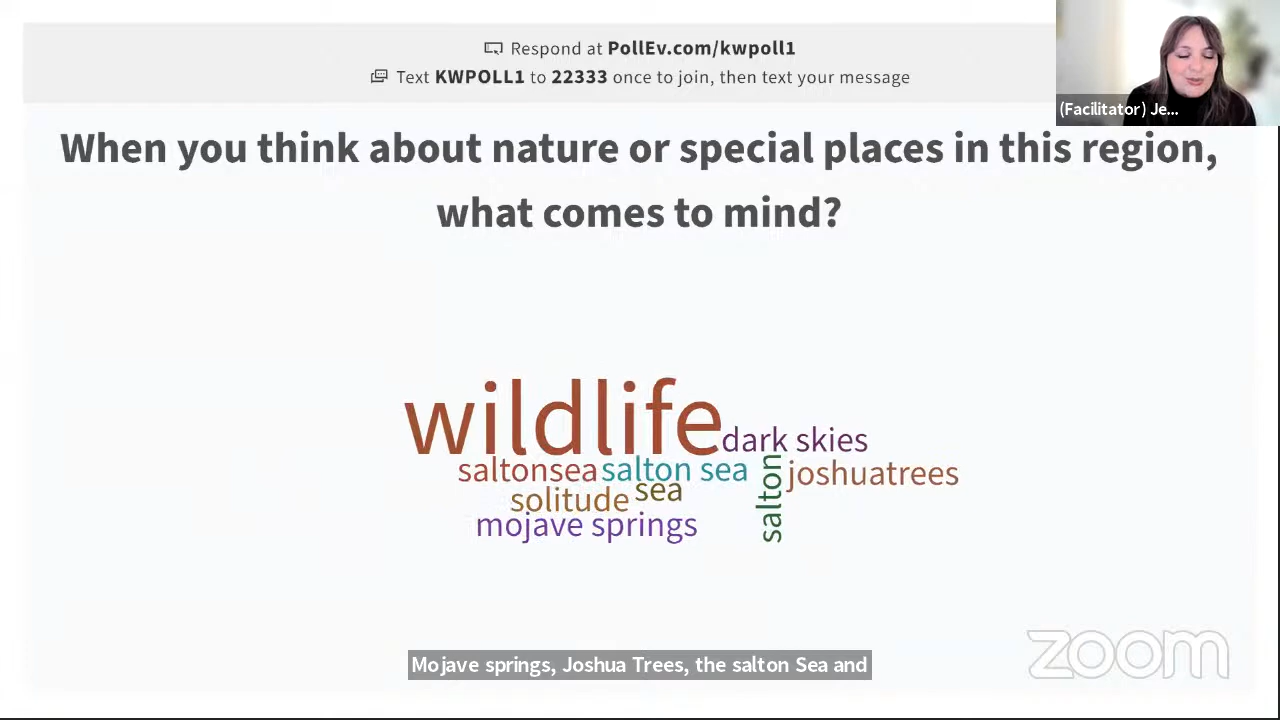 Respond at PollEv.com/kwpoll1
Text KWPOLL1 to 22333 once to join, then text your message
(Facilitator) Je...
When you think about nature or special places in this region,
what comes to mind?
wildlife
dark skies
saltonsea
salton sea
joshuatrees
solitude
sea
salton
mojave springs
Mojave springs, Joshua Trees, the salton Sea and
zoom